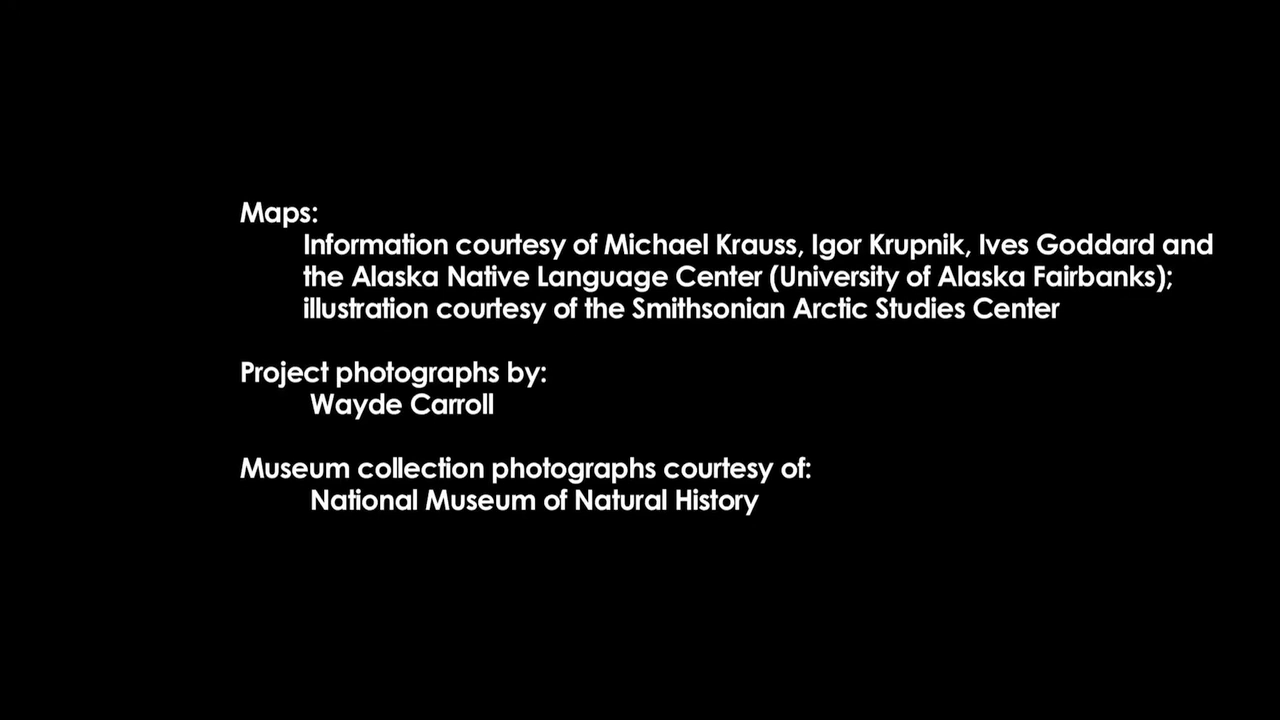 Maps:
Information courtesy of Michael Krauss, Igor Krupnik, Ives Goddard and
the Alaska Native Language Center (University of Alaska Fairbanks);
illustration courtesy of the Smithsonian Arctic Studies Center
Project photographs by:
Wayde Carroll
Museum collection photographs courtesy of:
National Museum of Natural History